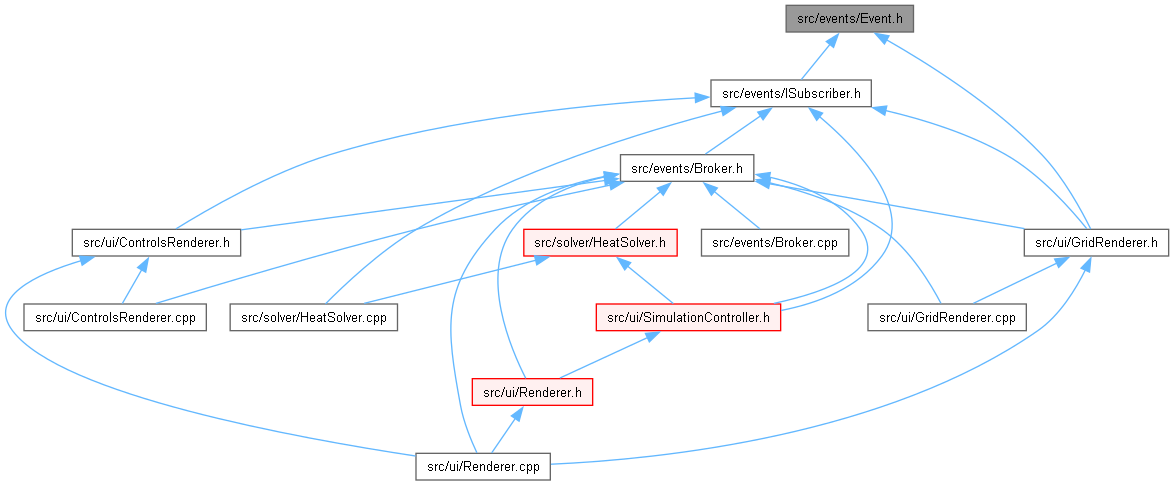 src/events/Event.h
src/events/ISubscriber.h
src/events/Broker.h
src/ui/ControlsRenderer.h
src/solver/HeatSolver.h
src/events/Broker.cpp
src/ui/GridRenderer.h
src/ui/ControlsRenderer.cpp
src/solver/HeatSolver.cpp
src/ui/SimulationController.h
src/ui/GridRenderer.cpp
src/ui/Renderer.h
src/ui/Renderer.cpp